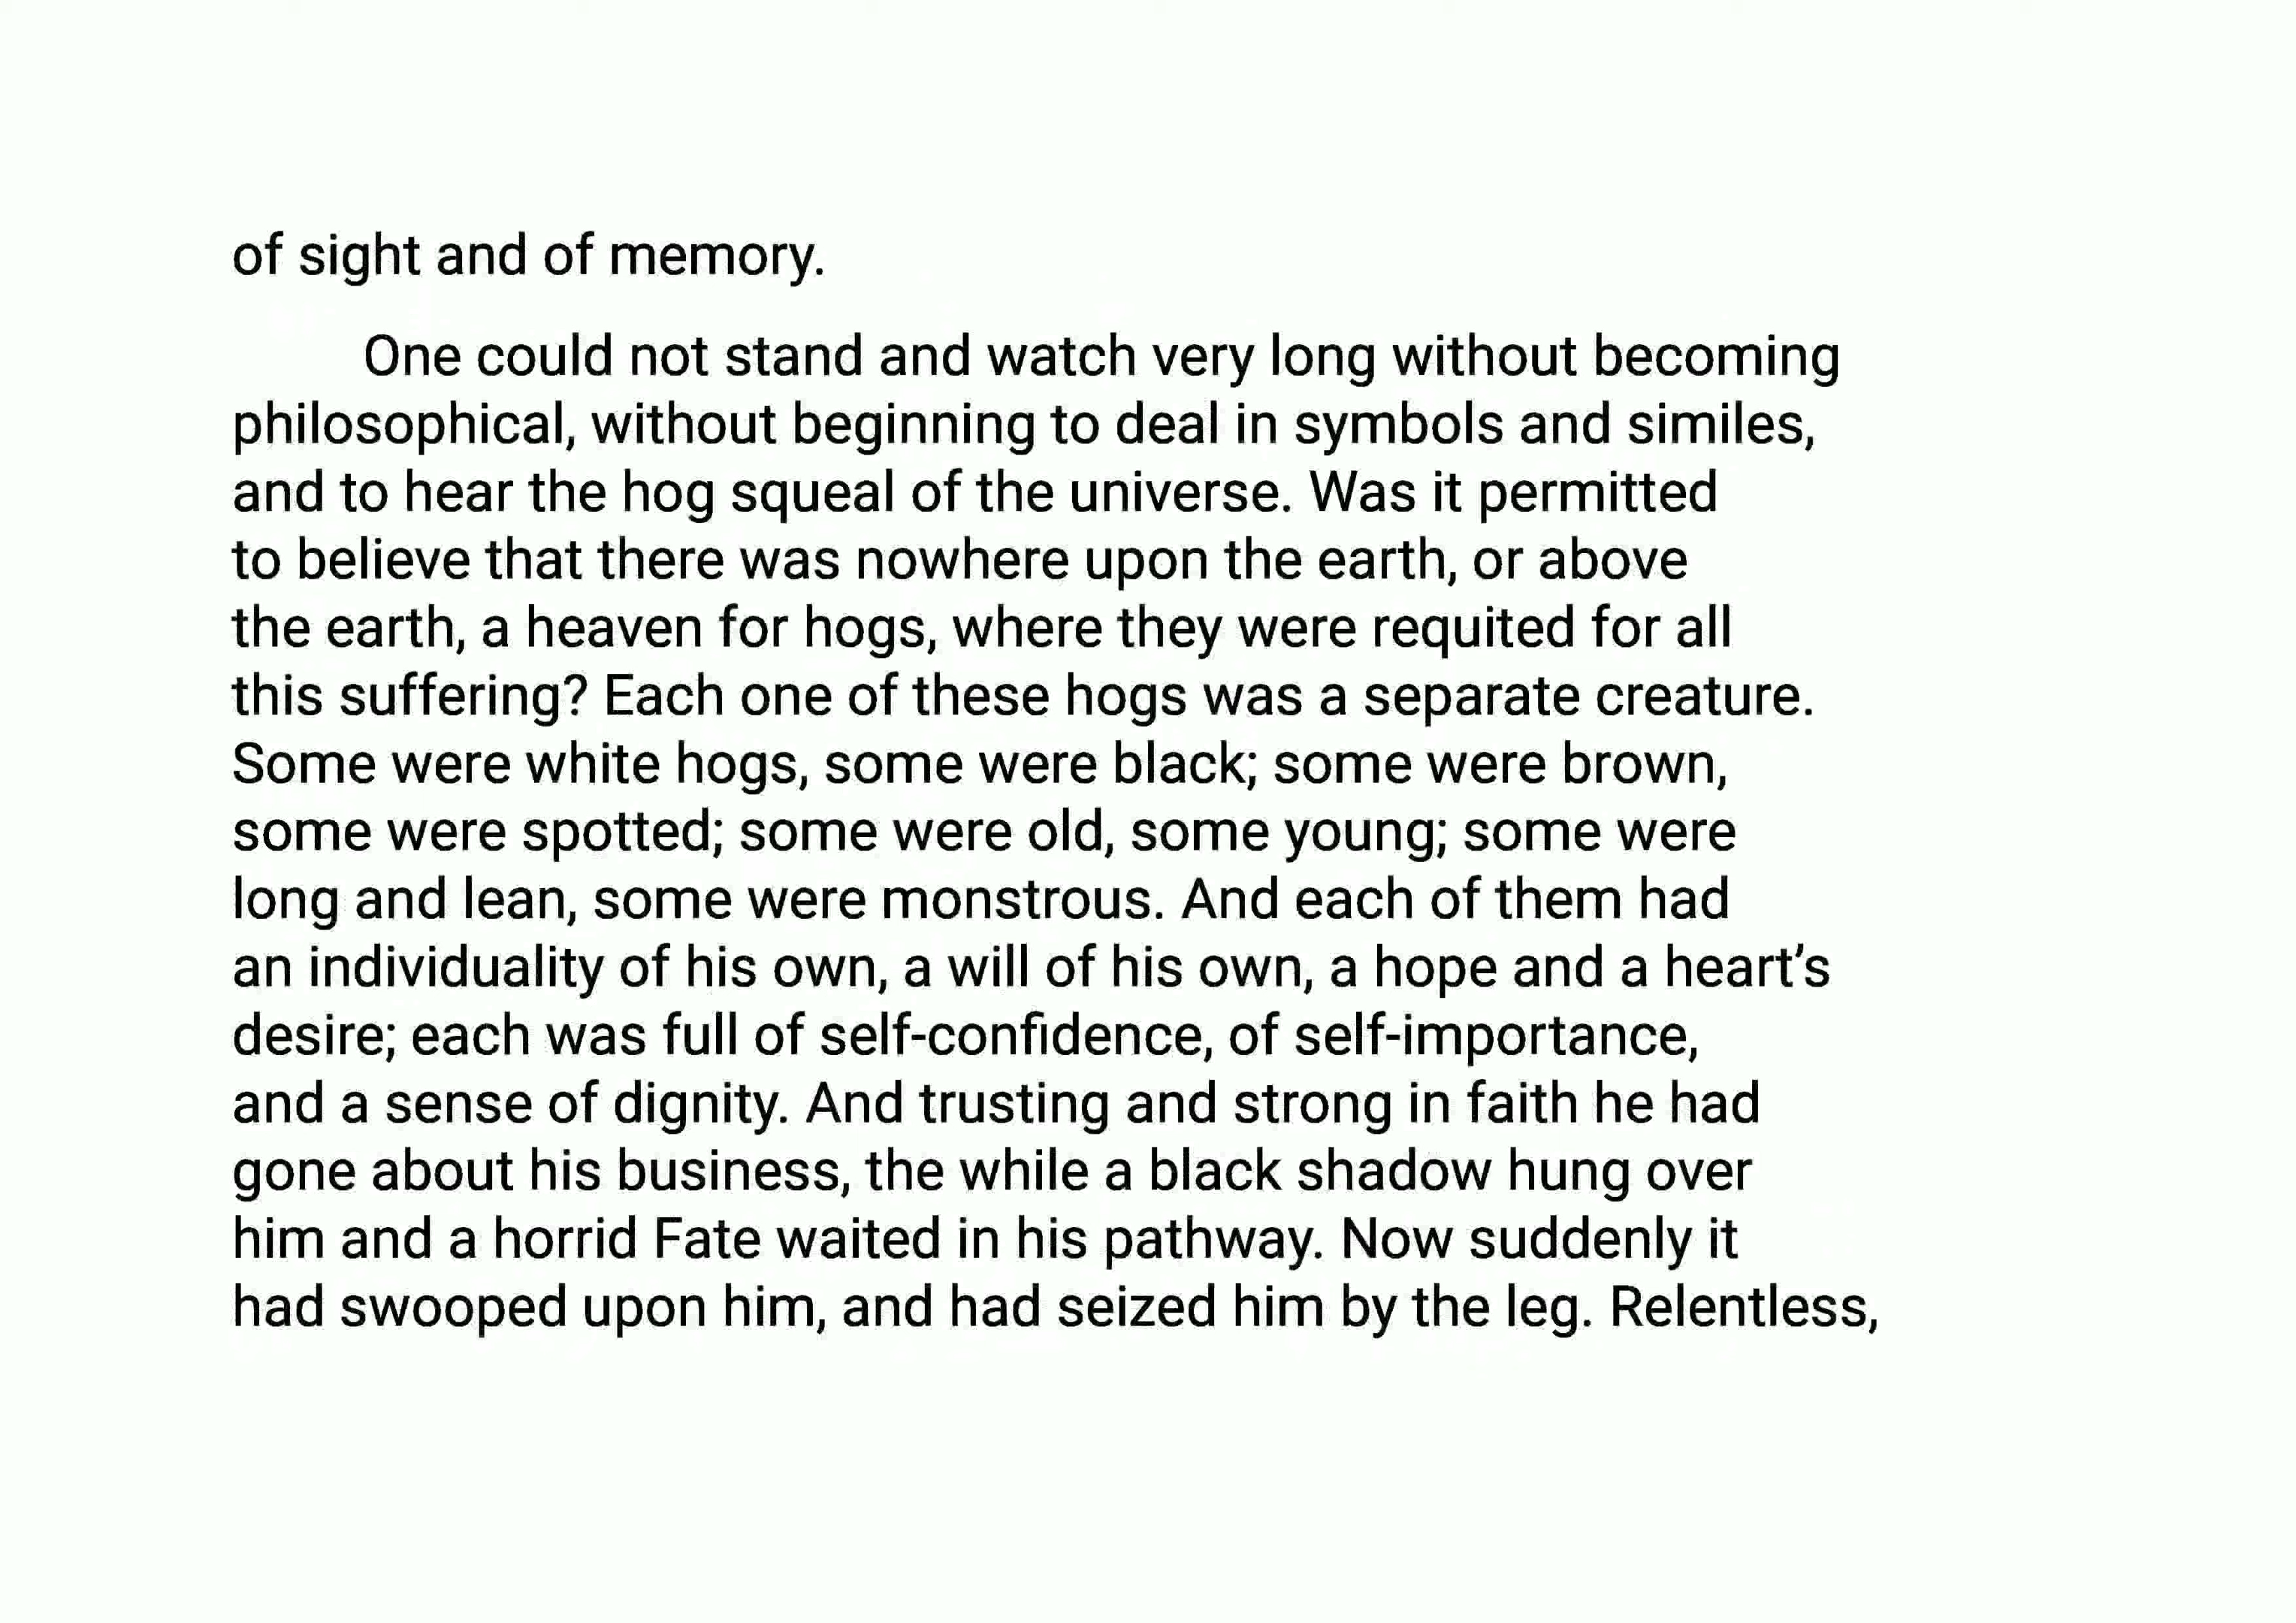 of sight and of memory.
One could not stand and watch very long without becoming
philosophical, without beginning to deal in symbols and similes,
and to hear the hog squeal of the universe. Was it permitted
to believe that there was nowhere upon the earth, or above
the earth, a heaven for hogs, where they were requited for all
this suffering? Each one of these hogs was a separate creature.
Some were white hogs, some were black; some were brown,
some were spotted; some were old, some young; some were
long and lean, some were monstrous. And each of them had
an individuality of his own, a will of his own, a hope and a heart’s
desire; each was full of self-confidence, of self-importance,
and a sense of dignity. And trusting and strong in faith he had
gone about his business, the while a black shadow hung over
him and a horrid Fate waited in his pathway. Now suddenly it
had swooped upon him, and had seized him by the leg. Relentless,